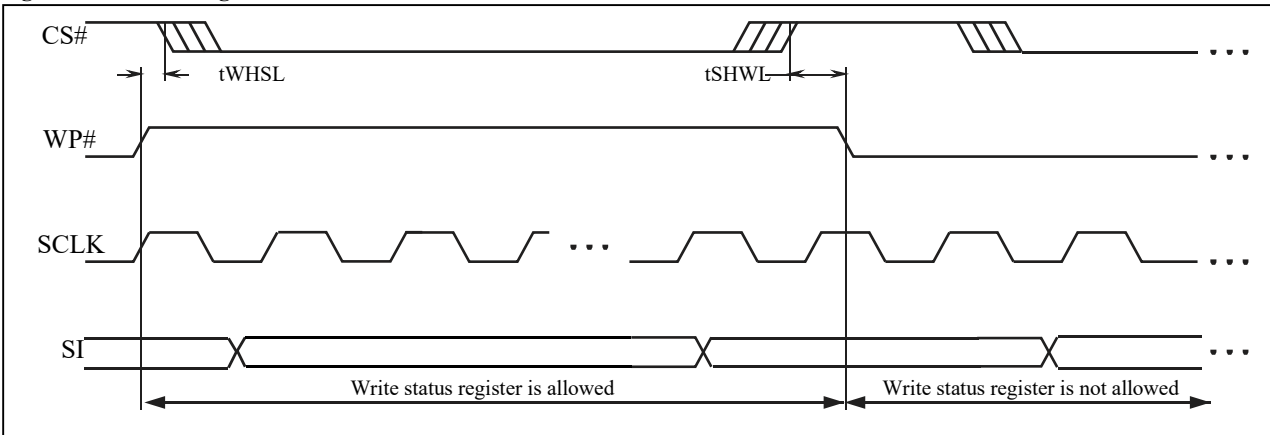 CS#
tWHSL
tSHWL
WP#
SCLK
SI
Write status register is allowed
Write status register is not allowed